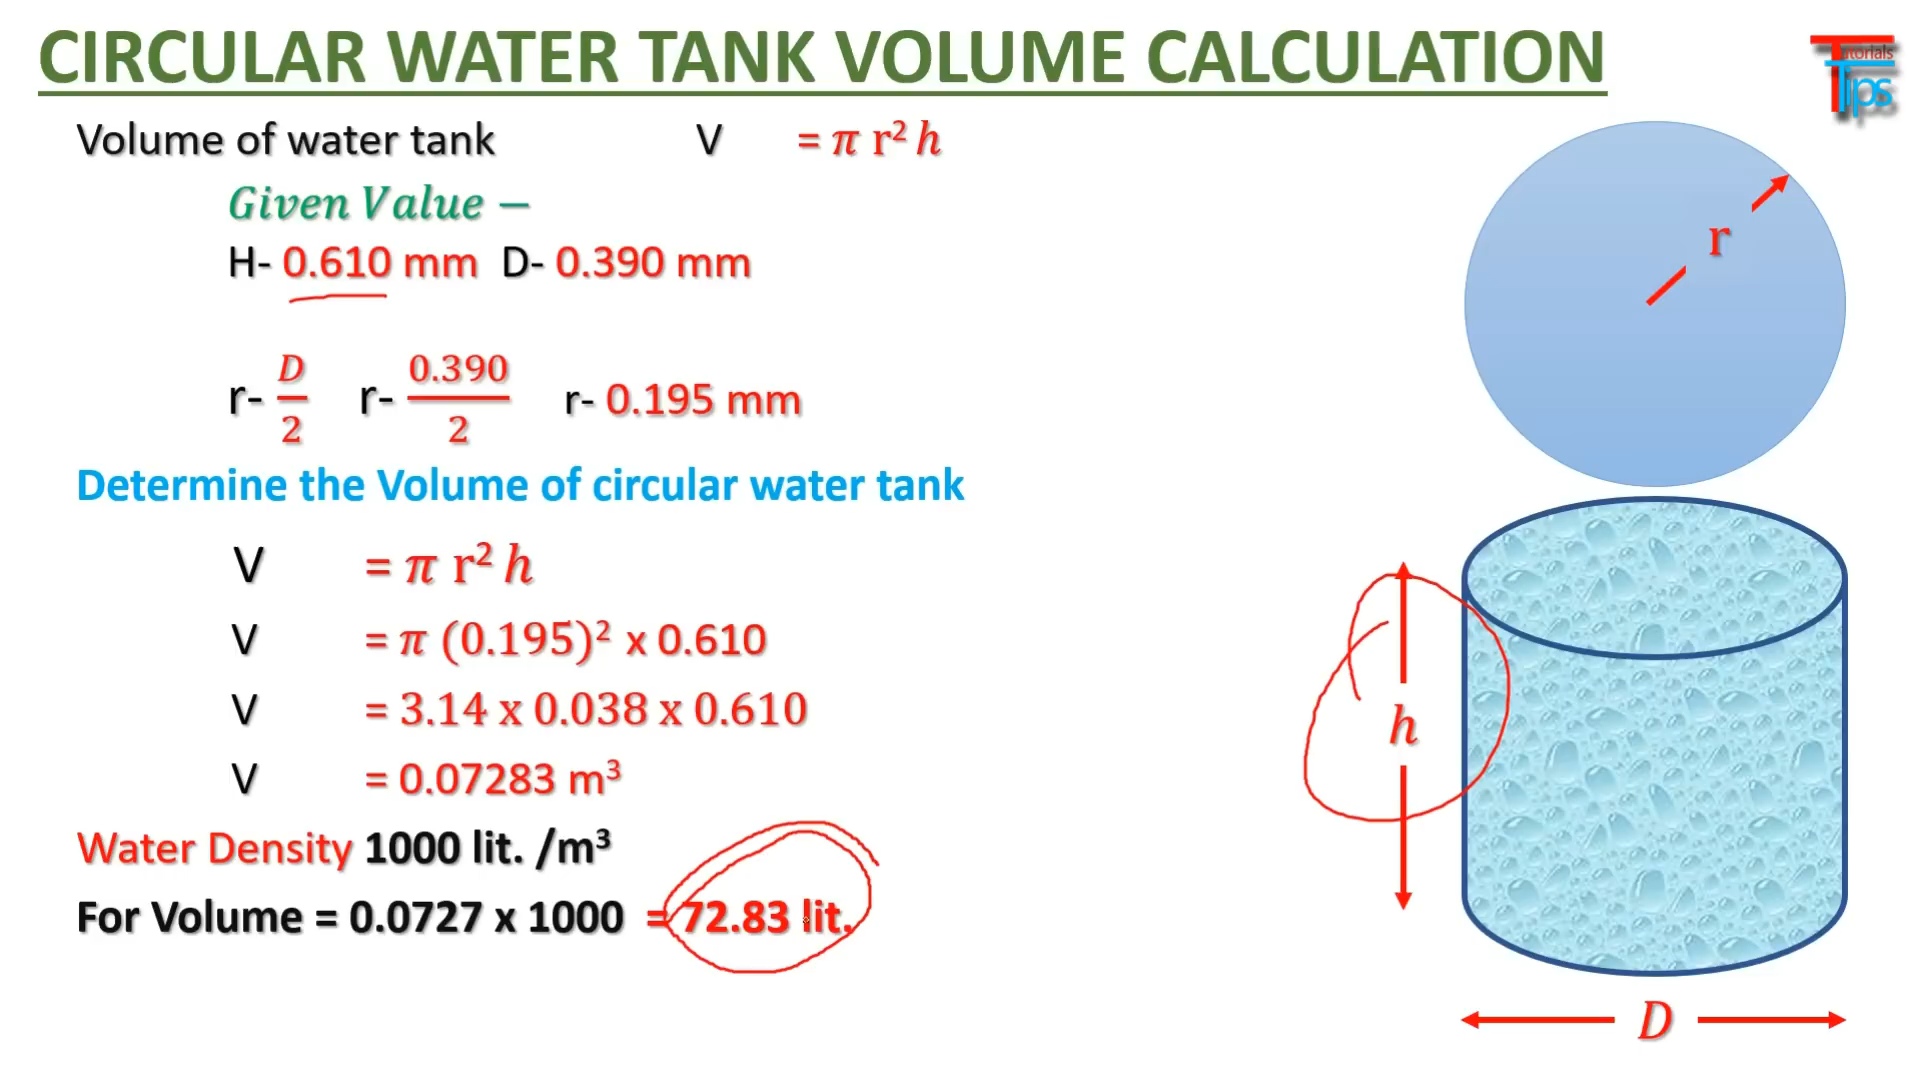 CIRCULAR WATER TANK VOLUME CALCULATION
Tutorials
Tips
Volume of water tank V = π r² h
Given Value –
H- 0.610 mm D- 0.390 mm
r- D/2 r- 0.390/2 r- 0.195 mm
Determine the Volume of circular water tank
V = π r² h
V = π (0.195)² x 0.610
V = 3.14 x 0.038 x 0.610
V = 0.07283 m³
Water Density 1000 lit. /m³
For Volume = 0.0727 x 1000 = 72.83 lit.
r
h
D